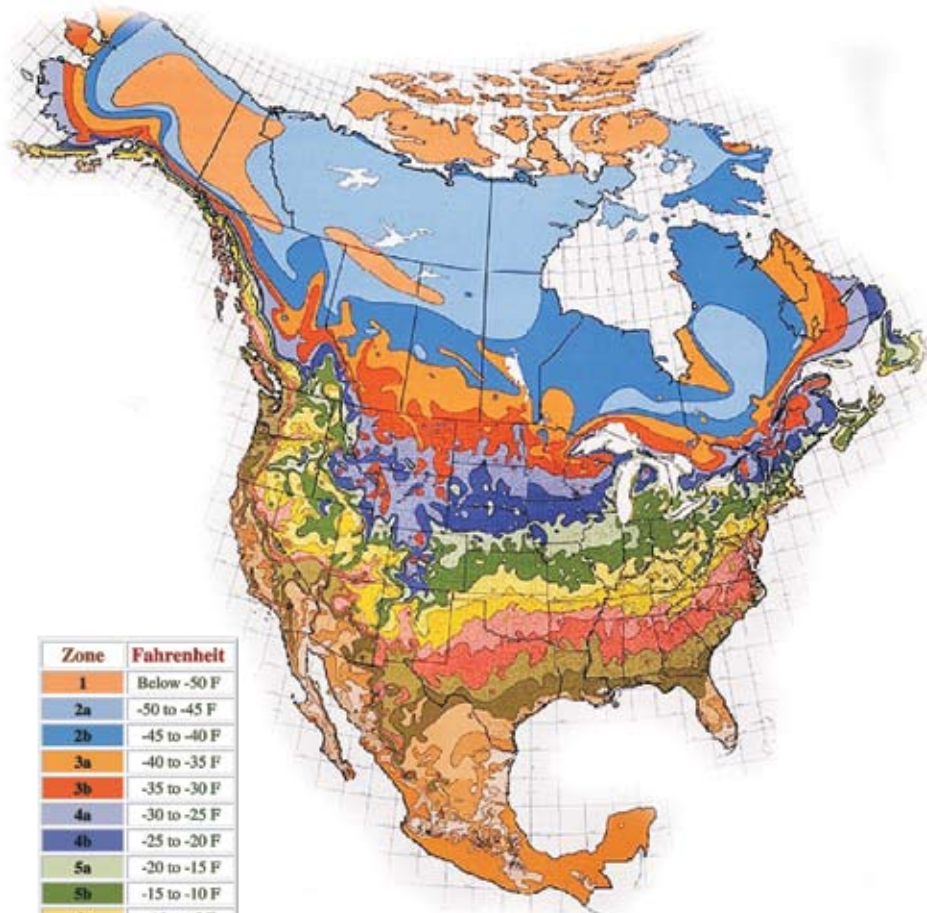 Zone Fahrenheit
1 Below -50 F
2a -50 to -45 F
2b -45 to -40 F
3a -40 to -35 F
3b -35 to -30 F
4a -30 to -25 F
4b -25 to -20 F
5a -20 to -15 F
5b -15 to -10 F